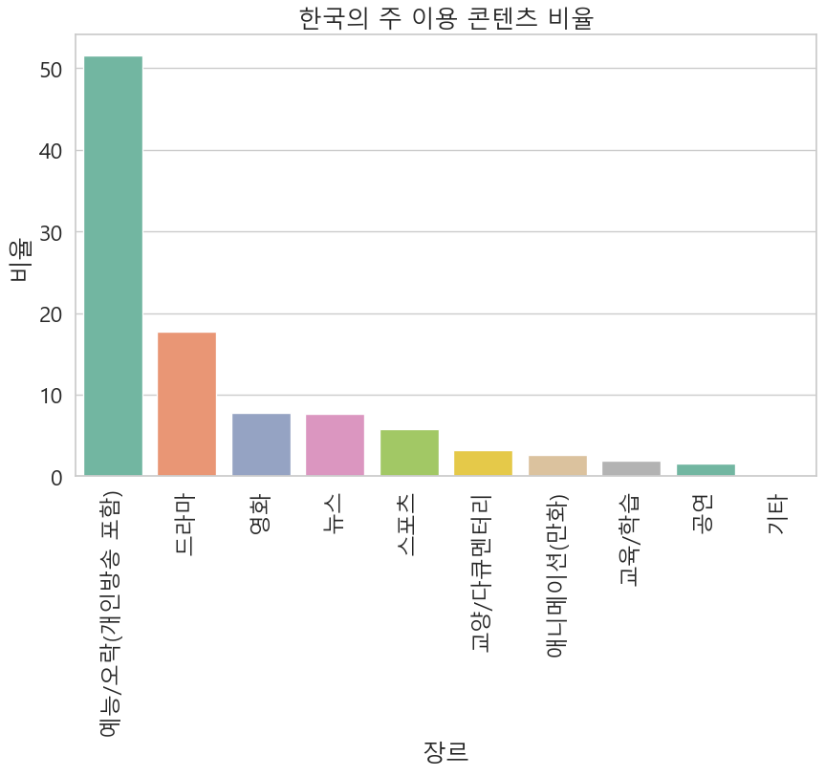 한국의 주 이용 콘텐츠 비율
비율
50
40
30
20
10
0
예능/오락(개인방송 포함)
드라마
영화
뉴스
스포츠
교양/다큐멘터리
애니메이션(만화)
교육/학습
공연
기타
장르